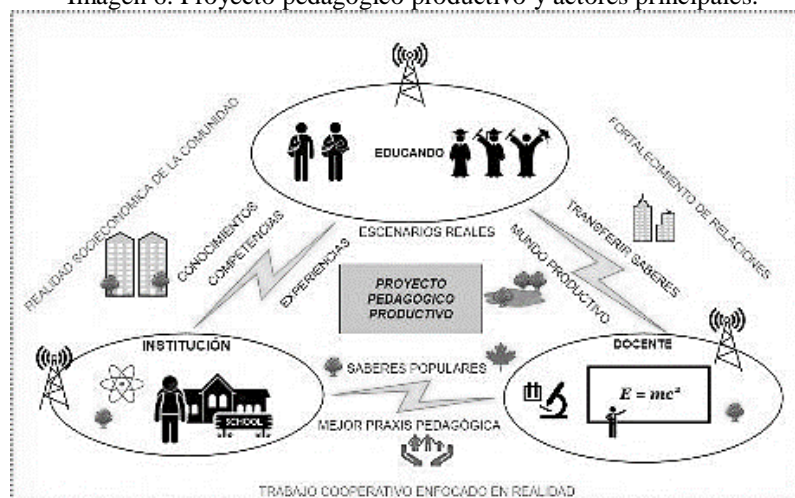 Imagen 6. Proyecto pedagógico productivo y actores principales.
EDUCANDO
REALIDAD SOCIOECONOMICA DE LA COMUNIDAD
FORTALECIMIENTO DE RELACIONES
ESCENARIOS REALES
CONOCIMIENTOS
COMPETENCIAS
EXPERIENCIAS
TRANSFERIR SABERES
MUNDO PRODUCTIVO
PROYECTO
PEDAGOGICO
PRODUCTIVO
INSTITUCIÓN
DOCENTE
SABERES POPULARES
SCHOOL
E = mc²
MEJOR PRAXIS PEDAGÓGICA
TRABAJO COOPERATIVO ENFOCADO EN REALIDAD